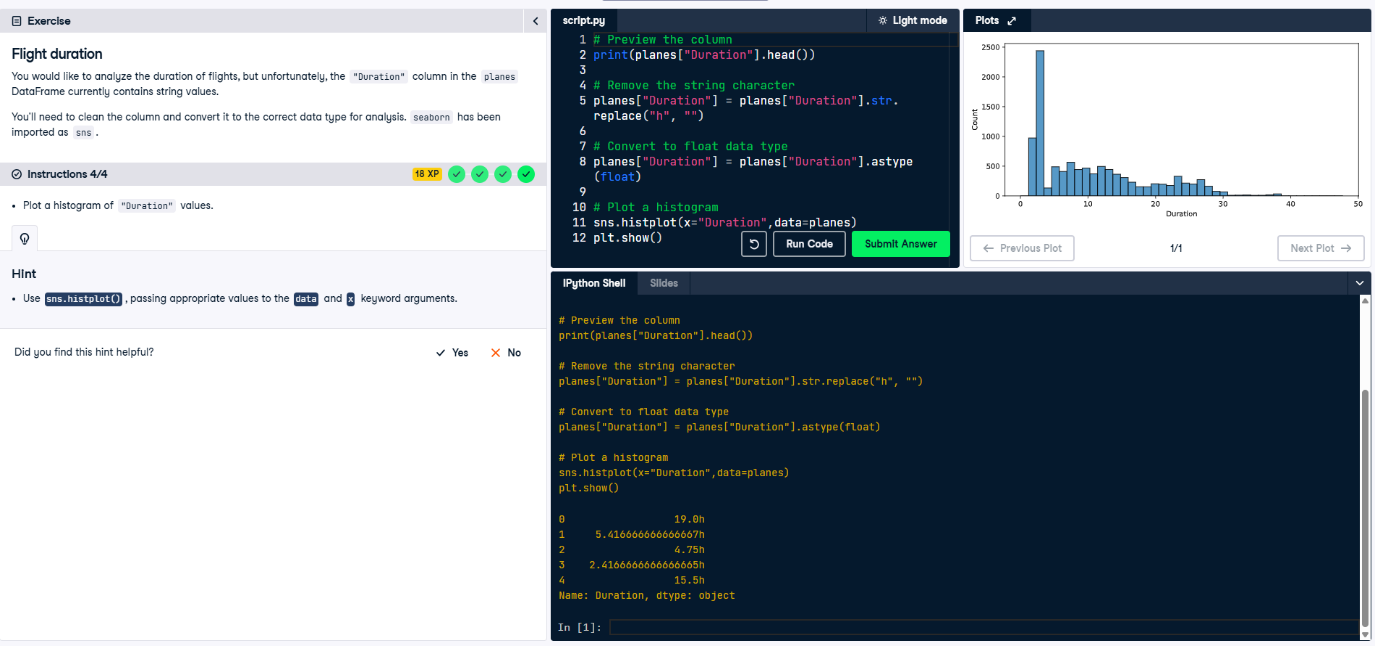 Exercise
Flight duration
You would like to analyze the duration of flights, but unfortunately, the "Duration" column in the planes
DataFrame currently contains string values.
You'll need to clean the column and convert it to the correct data type for analysis. seaborn has been
imported as sns .
Instructions 4/4
18 XP
• Plot a histogram of "Duration" values.
Hint
• Use sns.histplot() , passing appropriate values to the data and x keyword arguments.
Did you find this hint helpful?
Yes
No
script.py
Light mode
1 # Preview the column
2 print(planes["Duration"].head())
3
4 # Remove the string character
5 planes["Duration"] = planes["Duration"].str.
replace("h", "")
6
7 # Convert to float data type
8 planes["Duration"] = planes["Duration"].astype
(float)
9
10 # Plot a histogram
11 sns.histplot(x="Duration",data=planes)
12 plt.show()
Run Code
Submit Answer
Plots
2500
2000
1500
1000
500
0
Count
0 10 20 30 40 50
Duration
Previous Plot
1/1
Next Plot
IPython Shell
Slides
# Preview the column
print(planes["Duration"].head())
# Remove the string character
planes["Duration"] = planes["Duration"].str.replace("h", "")
# Convert to float data type
planes["Duration"] = planes["Duration"].astype(float)
# Plot a histogram
sns.histplot(x="Duration",data=planes)
plt.show()
0 19.0h
1 5.416666666666667h
2 4.75h
3 2.4166666666666665h
4 15.5h
Name: Duration, dtype: object
In [1]: